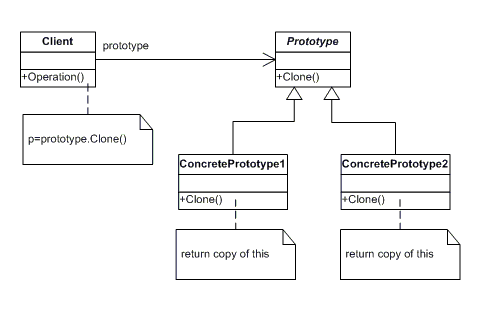 Client
prototype
Prototype
+Operation()
+Clone()
p=prototype.Clone()
ConcretePrototype1
ConcretePrototype2
+Clone()
+Clone()
return copy of this
return copy of this